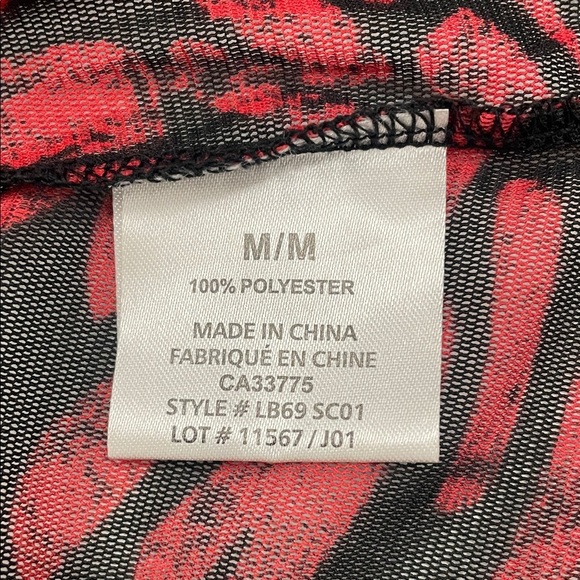 M/M
100% POLYESTER
MADE IN CHINA
FABRIQUÉ EN CHINE
CA33775
STYLE # LB69 SC01
LOT # 11567 / J01